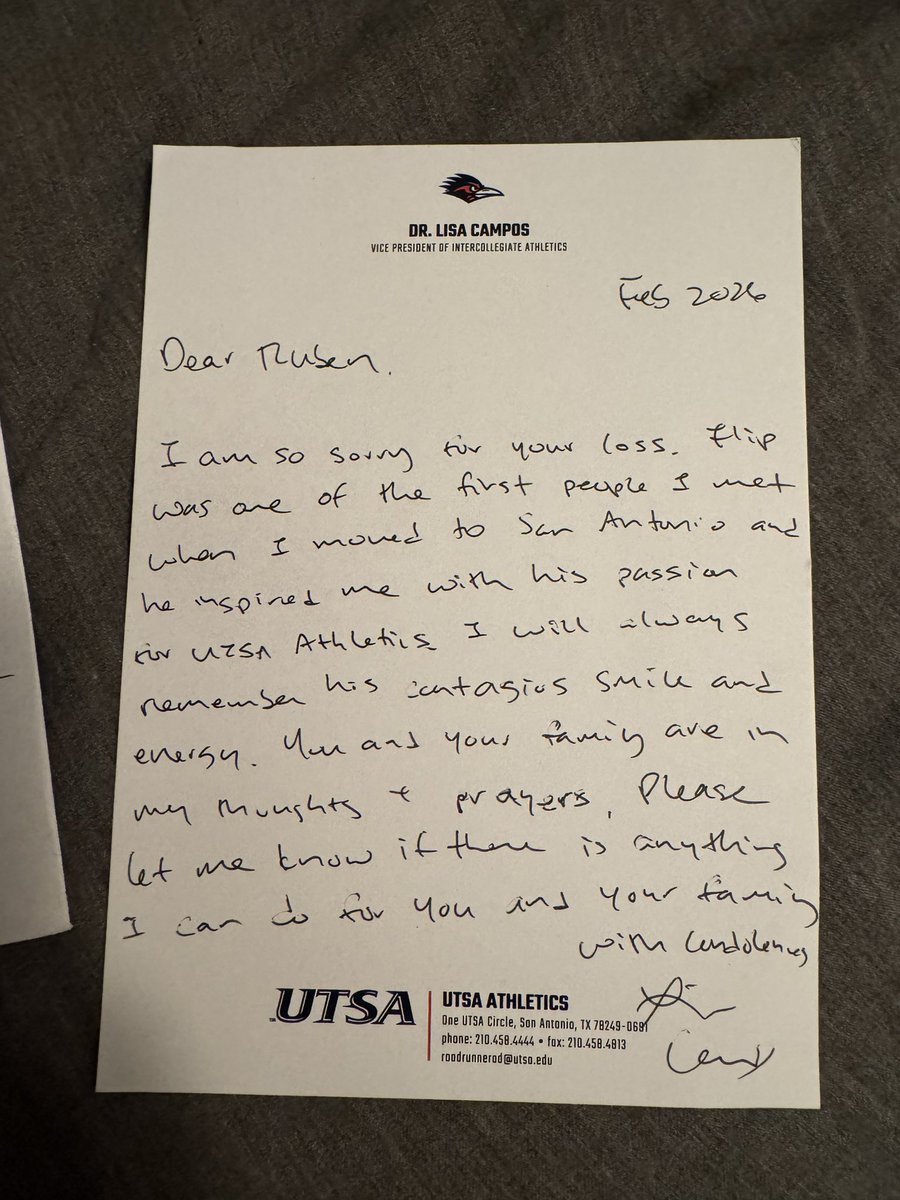 DR. LISA CAMPOS
VICE PRESIDENT OF INTERCOLLEGIATE ATHLETICS
Feb 2026
Dear Ruben,
I am so sorry for your loss. Flip
was one of the first people I met
when I moved to San Antonio and
he inspired me with his passion
for UTSA Athletics. I will always
remember his contagious smile and
energy. You and your family are in
my thoughts + prayers. Please
let me know if there is anything
I can do for you and your family
with condolences
UTSA
UTSA ATHLETICS
One UTSA Circle, San Antonio, TX 78249-0691
phone: 210.458.4444 • fax: 210.458.4813
roadrunnerad@utsa.edu